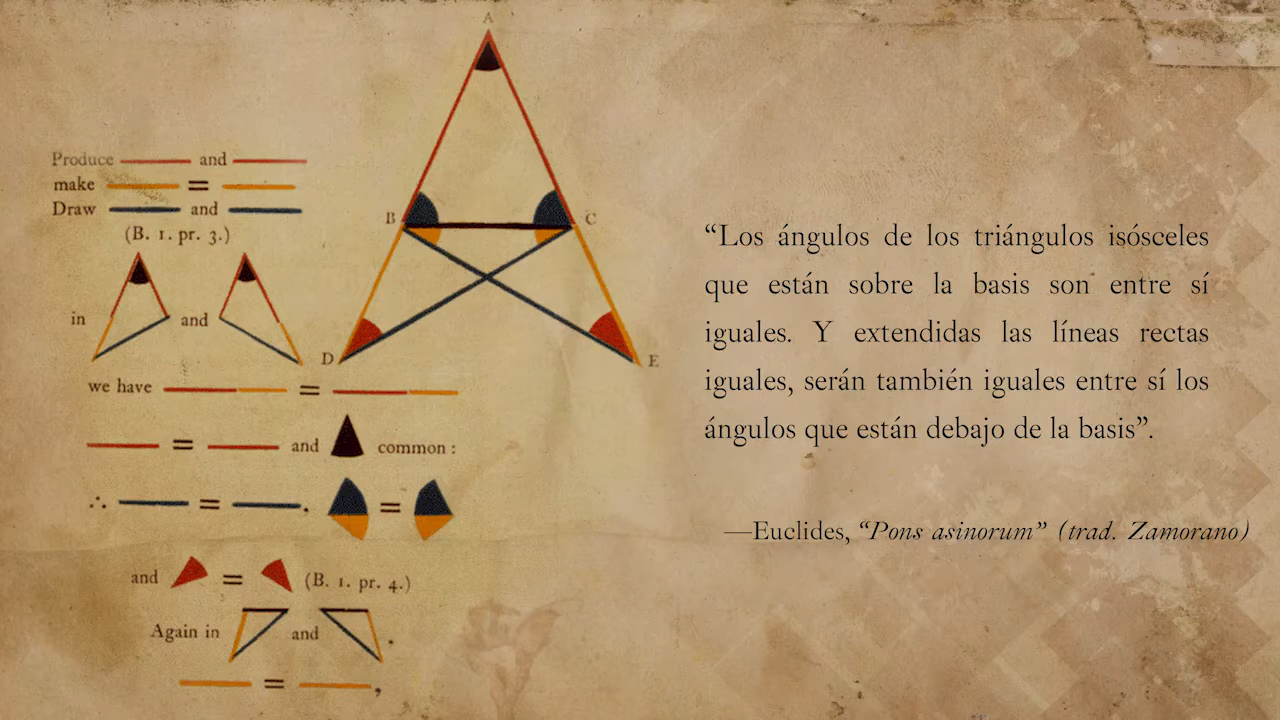 A
Produce and
make =
Draw and
(B. 1. pr. 3.)
B C
in and
D E
we have =
= and common :
∴ = . =
and = (B. 1. pr. 4.)
Again in and .
= ,
“Los ángulos de los triángulos isósceles
que están sobre la basis son entre sí
iguales. Y extendidas las líneas rectas
iguales, serán también iguales entre sí los
ángulos que están debajo de la basis”.
—Euclides, “Pons asinorum” (trad. Zamorano)